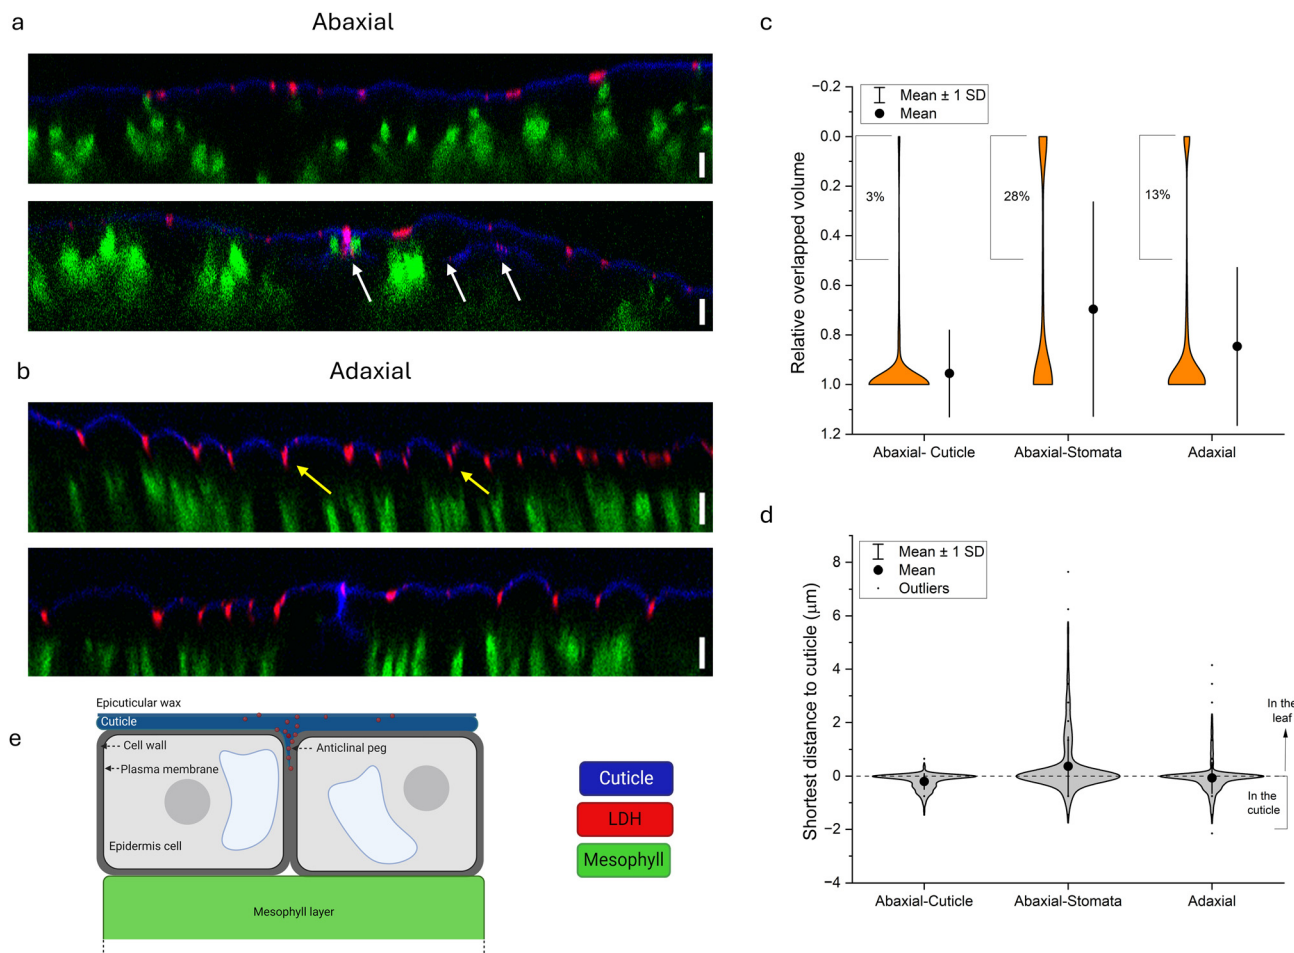 a
Abaxial
b
Adaxial
c
−0.2
0.0
0.2
0.4
0.6
0.8
1.0
1.2
Relative overlapped volume
Mean ± 1 SD
Mean
3%
28%
13%
Abaxial- Cuticle
Abaxial-Stomata
Adaxial
d
8
6
4
2
0
−2
−4
Shortest distance to cuticle (μm)
Mean ± 1 SD
Mean
Outliers
In the
leaf
In the
cuticle
Abaxial-Cuticle
Abaxial-Stomata
Adaxial
e
Epicuticular wax
Cuticle
Cell wall
Anticlinal peg
Plasma membrane
Epidermis cell
Mesophyll layer
Cuticle
LDH
Mesophyll